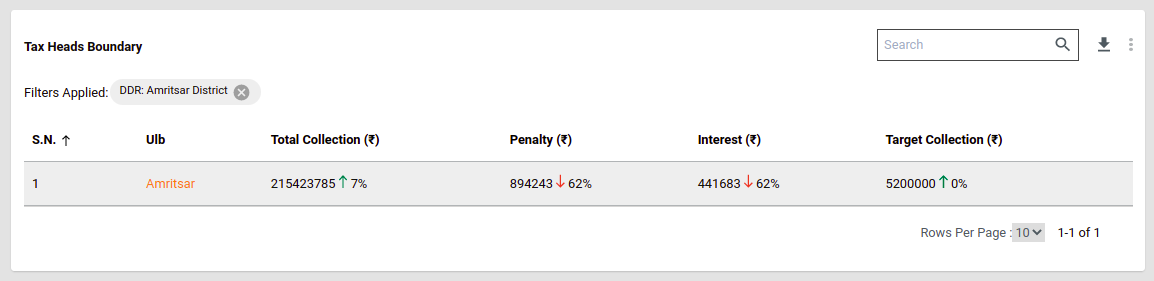 Tax Heads Boundary
Search
Filters Applied: DDR: Amritsar District
S.N. ↑ Ulb Total Collection (₹) Penalty (₹) Interest (₹) Target Collection (₹)
1 Amritsar 215423785 ↑ 7% 894243 ↓ 62% 441683 ↓ 62% 5200000 ↑ 0%
Rows Per Page : 10 1-1 of 1